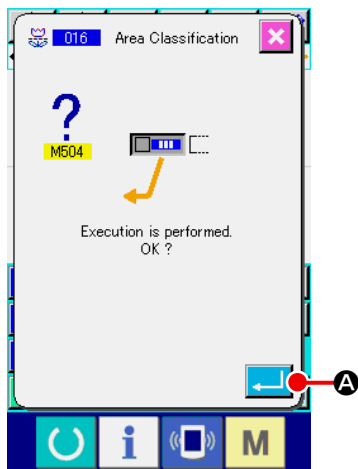 016 Area Classification
?
M504
Execution is performed.
OK ?
A
i
M